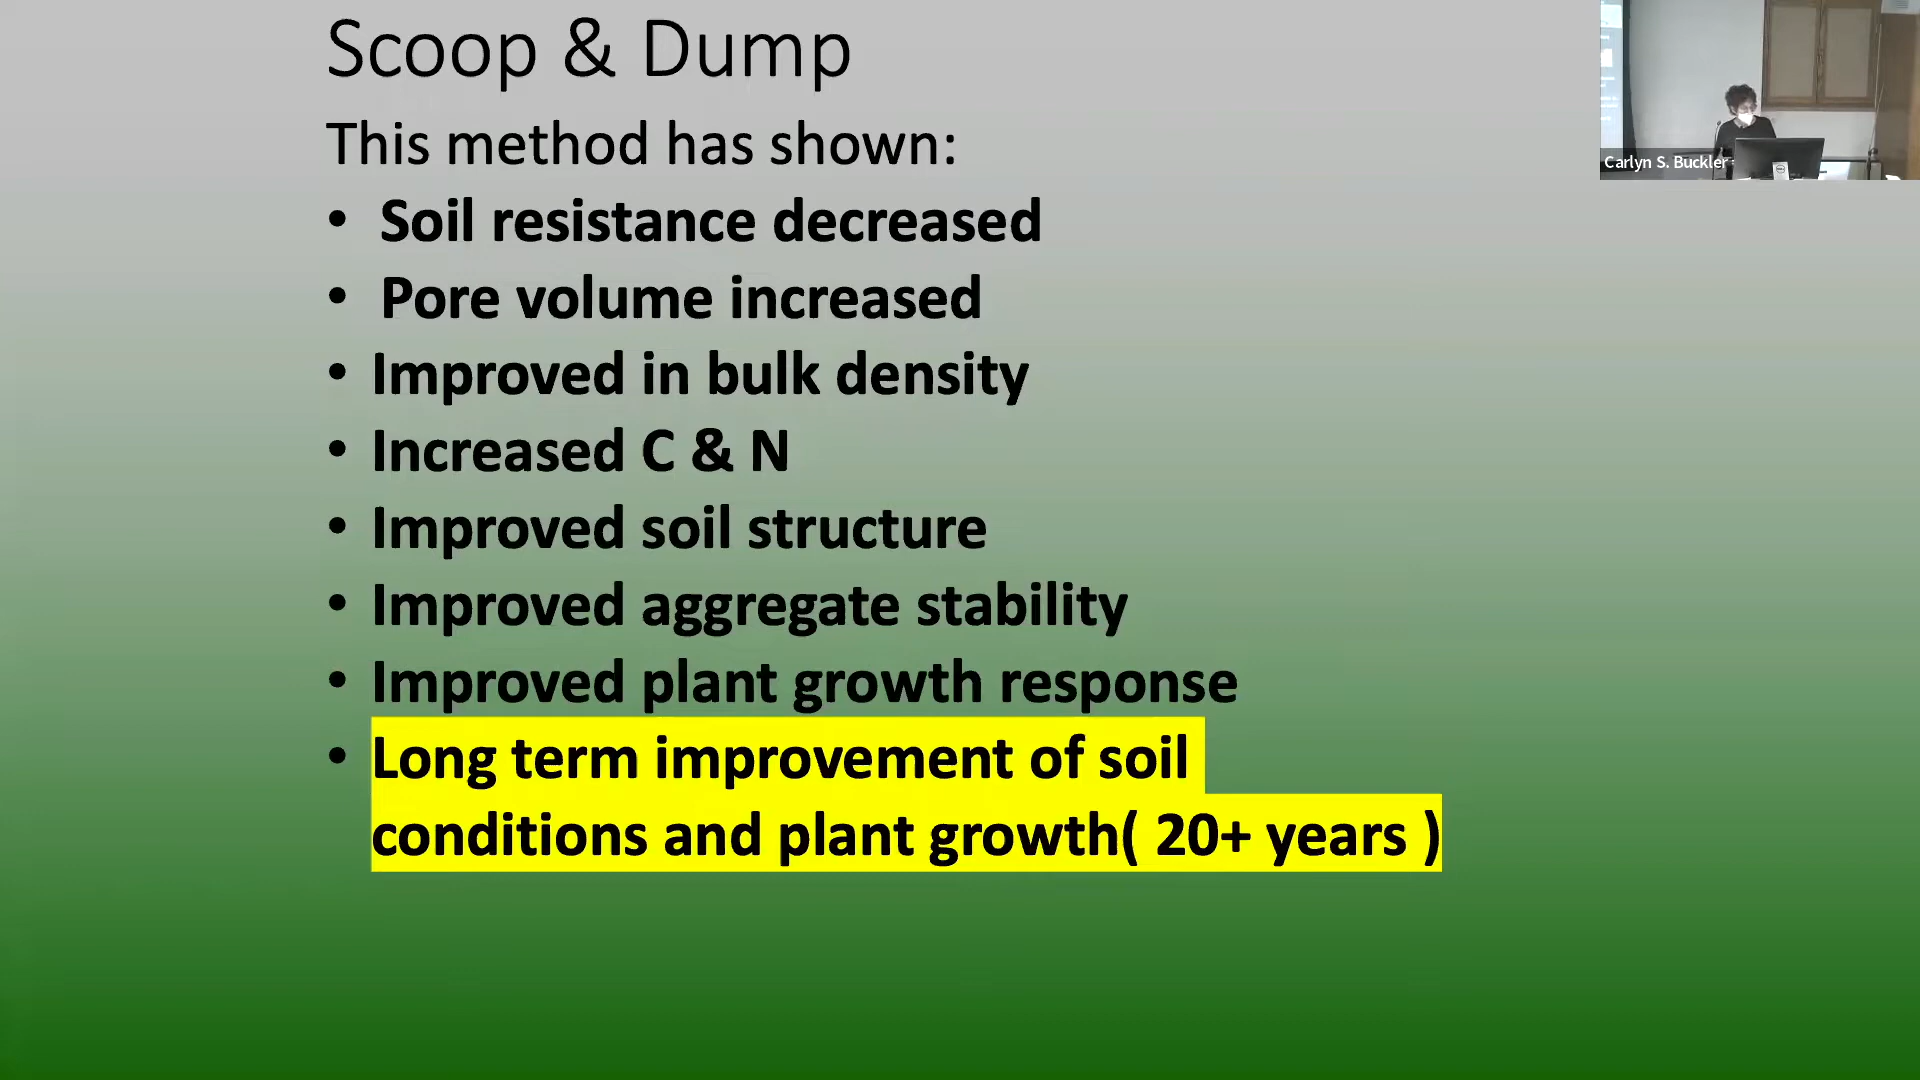 Scoop & Dump
This method has shown:
• Soil resistance decreased
• Pore volume increased
• Improved in bulk density
• Increased C & N
• Improved soil structure
• Improved aggregate stability
• Improved plant growth response
• Long term improvement of soil
conditions and plant growth( 20+ years )
Carlyn S. Buckler